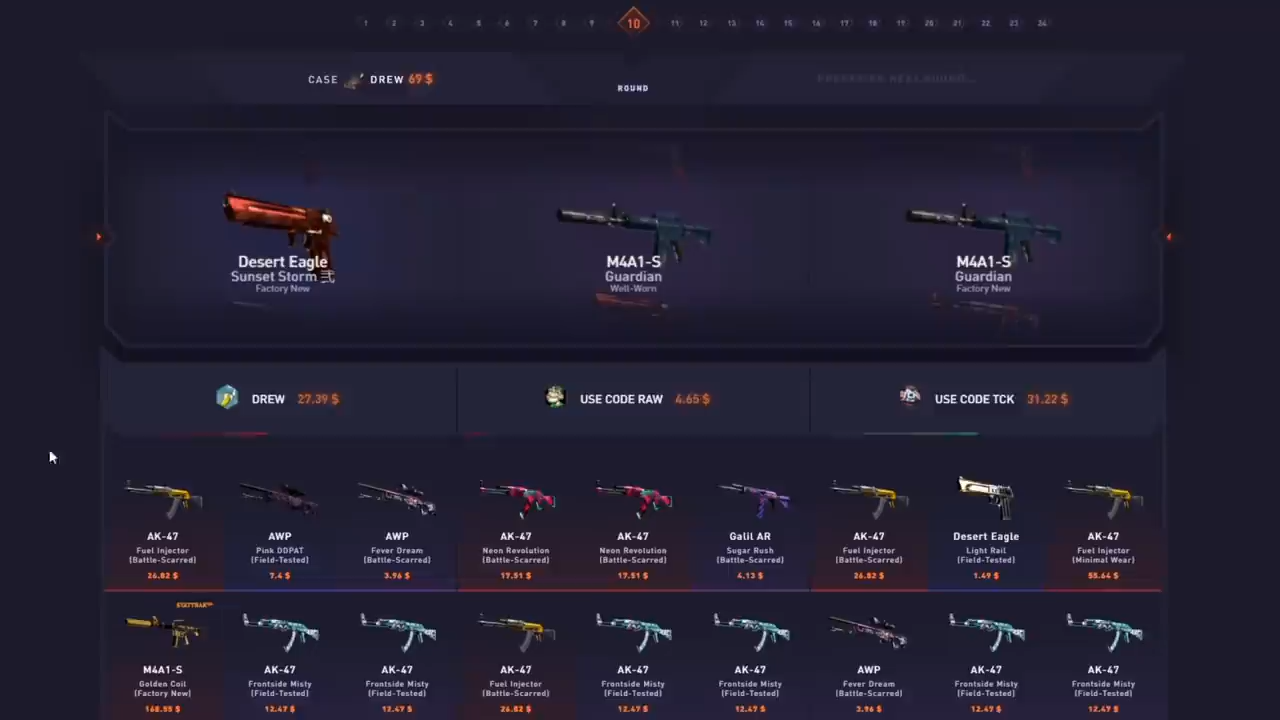 1 2 3 4 5 6 7 8 9 10 11 12 13 14 15 16 17 18 19 20 21 22 23 24
CASE DREW 69 $
ROUND
Desert Eagle
Sunset Storm 弐
Factory New
M4A1-S
Guardian
Well-Worn
M4A1-S
Guardian
Factory New
DREW 27.39 $
USE CODE RAW 4.65 $
USE CODE TCK 31.22 $
AK-47
Fuel Injector
(Battle-Scarred)
26.82 $
AWP
Pink DDPAT
(Field-Tested)
7.4 $
AWP
Fever Dream
(Battle-Scarred)
3.96 $
AK-47
Neon Revolution
(Battle-Scarred)
17.51 $
AK-47
Neon Revolution
(Battle-Scarred)
17.51 $
Galil AR
Sugar Rush
(Battle-Scarred)
4.13 $
AK-47
Fuel Injector
(Battle-Scarred)
26.82 $
Desert Eagle
Light Rail
(Field-Tested)
1.49 $
AK-47
Fuel Injector
(Minimal Wear)
55.64 $
STATTRAK™
M4A1-S
Golden Coil
(Factory New)
168.55 $
AK-47
Frontside Misty
(Field-Tested)
12.47 $
AK-47
Frontside Misty
(Field-Tested)
12.47 $
AK-47
Fuel Injector
(Battle-Scarred)
26.82 $
AK-47
Frontside Misty
(Field-Tested)
12.47 $
AK-47
Frontside Misty
(Field-Tested)
12.47 $
AWP
Fever Dream
(Battle-Scarred)
3.96 $
AK-47
Frontside Misty
(Field-Tested)
12.47 $
AK-47
Frontside Misty
(Field-Tested)
12.47 $